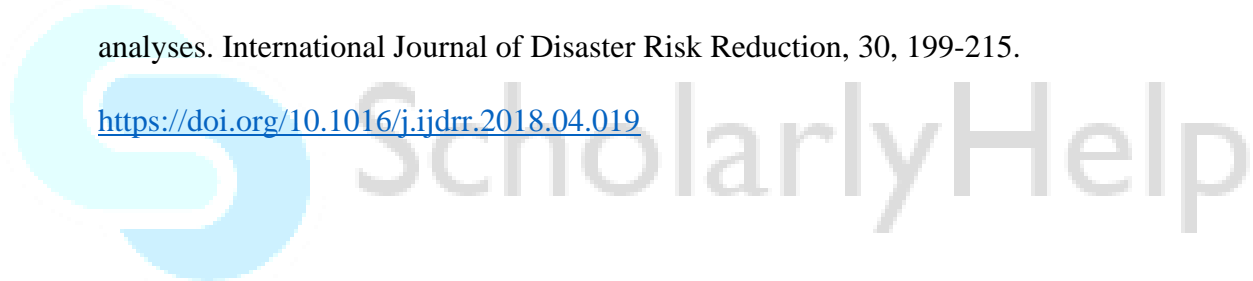 analyses. International Journal of Disaster Risk Reduction, 30, 199-215.
https://doi.org/10.1016/j.ijdrr.2018.04.019
ScholarlyHelp